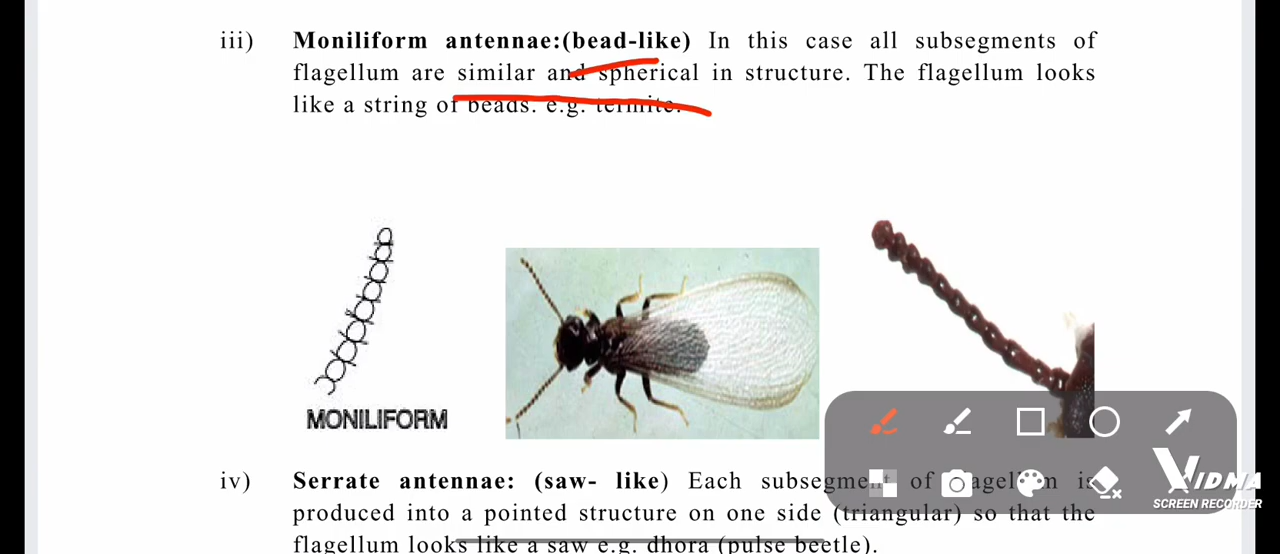 iii) Moniliform antennae:(bead-like) In this case all subsegments of
flagellum are similar and spherical in structure. The flagellum looks
like a string of beads. e.g. termite.
MONILIFORM
iv) Serrate antennae: (saw- like) Each subsegment of flagellum is
produced into a pointed structure on one side (triangular) so that the
flagellum looks like a saw e.g. dhora (pulse beetle).
VIDMA
SCREEN RECORDER